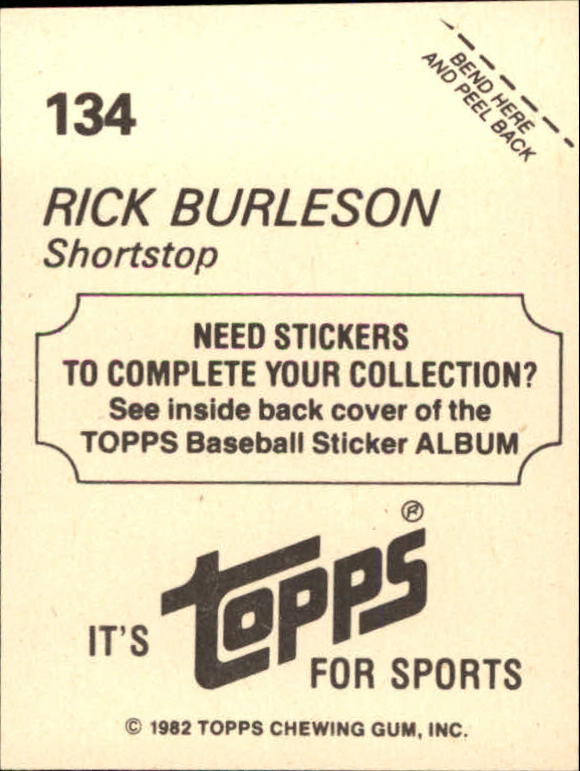 134
BEND HERE
AND PEEL BACK
RICK BURLESON
Shortstop
NEED STICKERS
TO COMPLETE YOUR COLLECTION?
See inside back cover of the
TOPPS Baseball Sticker ALBUM
IT'S topps®
FOR SPORTS
© 1982 TOPPS CHEWING GUM, INC.